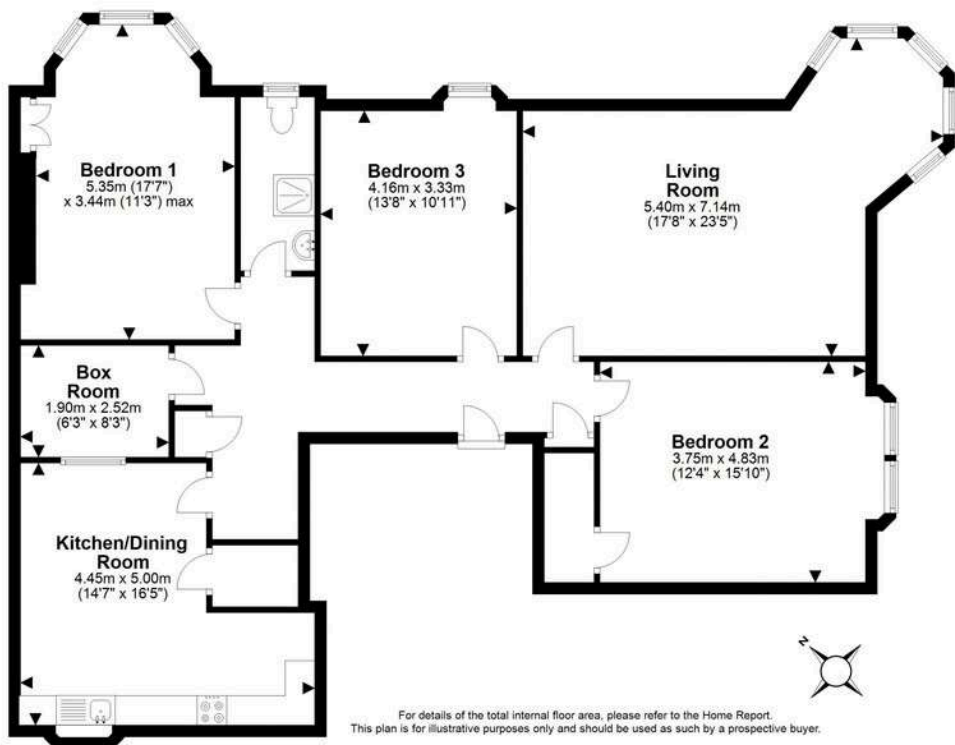 Bedroom 1
5.35m (17'7")
x 3.44m (11'3") max
Bedroom 3
4.16m x 3.33m
(13'8" x 10'11")
Living
Room
5.40m x 7.14m
(17'8" x 23'5")
Box
Room
1.90m x 2.52m
(6'3" x 8'3")
Bedroom 2
3.75m x 4.83m
(12'4" x 15'10")
Kitchen/Dining
Room
4.45m x 5.00m
(14'7" x 16'5")
N
For details of the total internal floor area, please refer to the Home Report.
This plan is for illustrative purposes only and should be used as such by a prospective buyer.